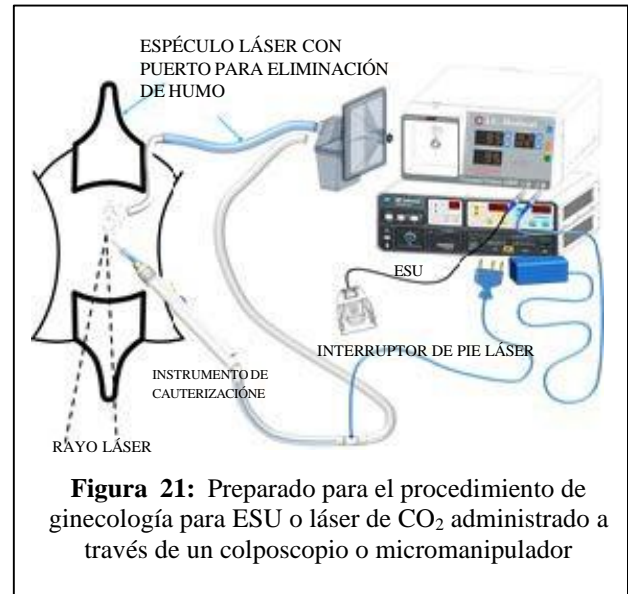 ESPÉCULO LÁSER CON
PUERTO PARA ELIMINACIÓN
DE HUMO
ESU
INTERRUPTOR DE PIE LÁSER
INSTRUMENTO DE
CAUTERIZACIÓNE
RAYO LÁSER
Figura 21: Preparado para el procedimiento de
ginecología para ESU o láser de CO₂ administrado a
través de un colposcopio o micromanipulador